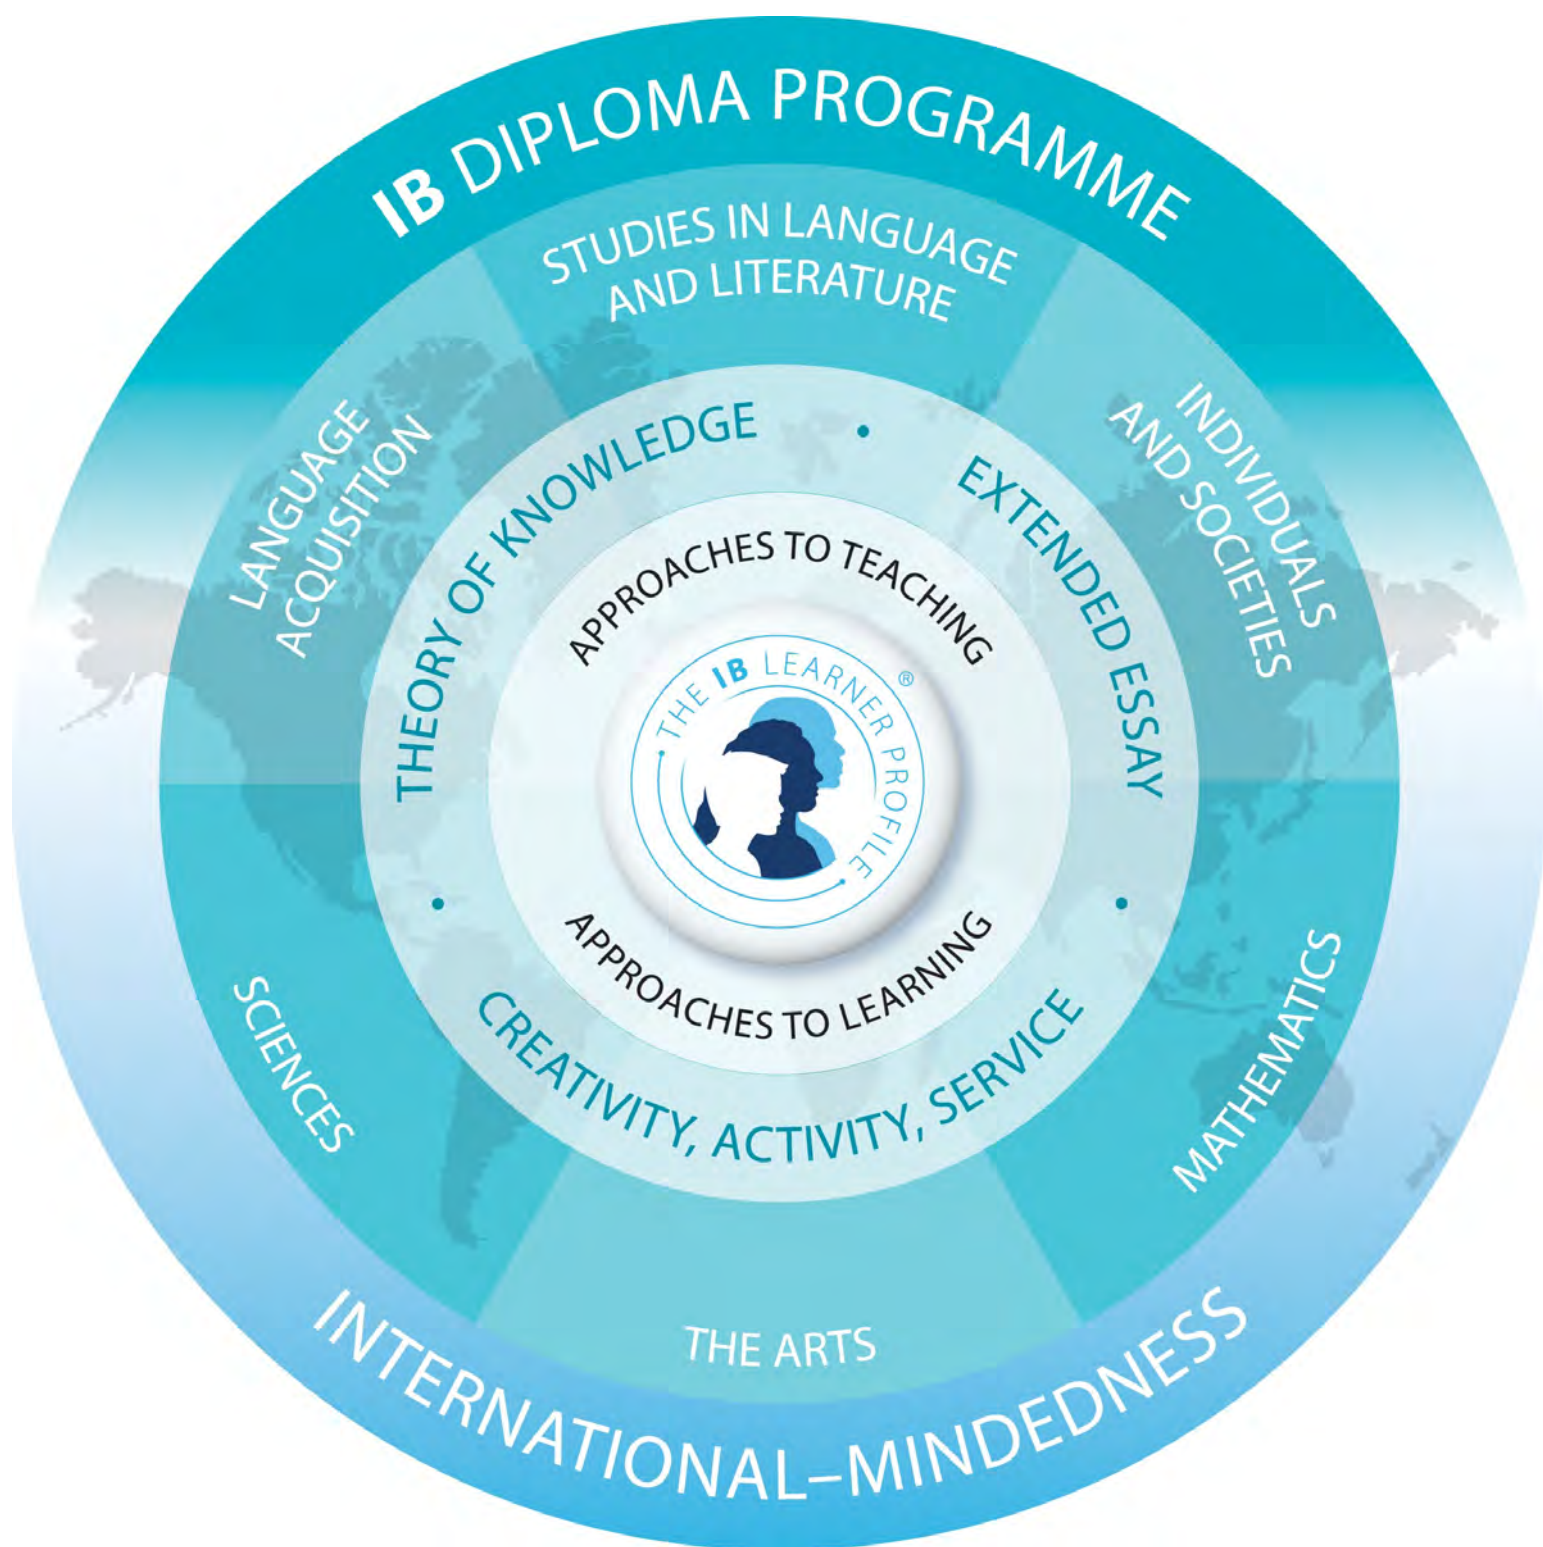 IB DIPLOMA PROGRAMME
STUDIES IN LANGUAGE
AND LITERATURE
LANGUAGE
ACQUISITION
INDIVIDUALS
AND SOCIETIES
THEORY OF KNOWLEDGE
•
EXTENDED ESSAY
APPROACHES TO TEACHING
• THE IB LEARNER PROFILE •
®
APPROACHES TO LEARNING
•
CREATIVITY, ACTIVITY, SERVICE
•
SCIENCES
MATHEMATICS
THE ARTS
INTERNATIONAL–MINDEDNESS